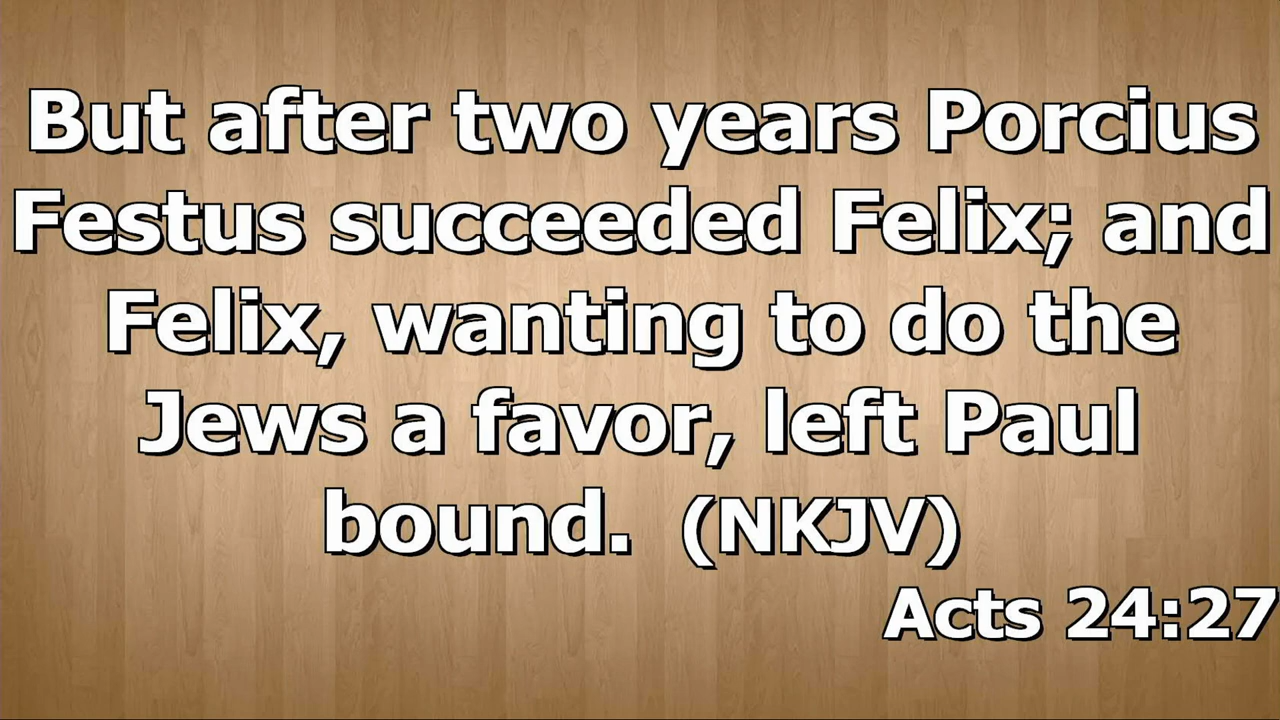 But after two years Porcius
Festus succeeded Felix; and
Felix, wanting to do the
Jews a favor, left Paul
bound. (NKJV)
Acts 24:27